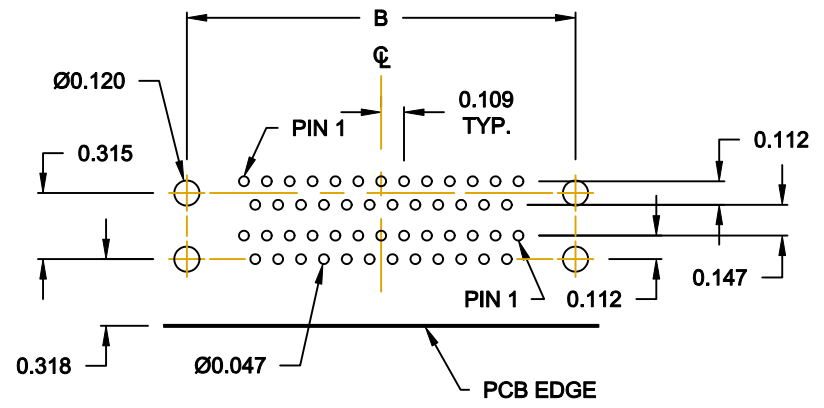 B
℄
Ø0.120
0.109
TYP.
PIN 1
0.112
0.315
PIN 1
0.112
0.147
0.318
Ø0.047
PCB EDGE